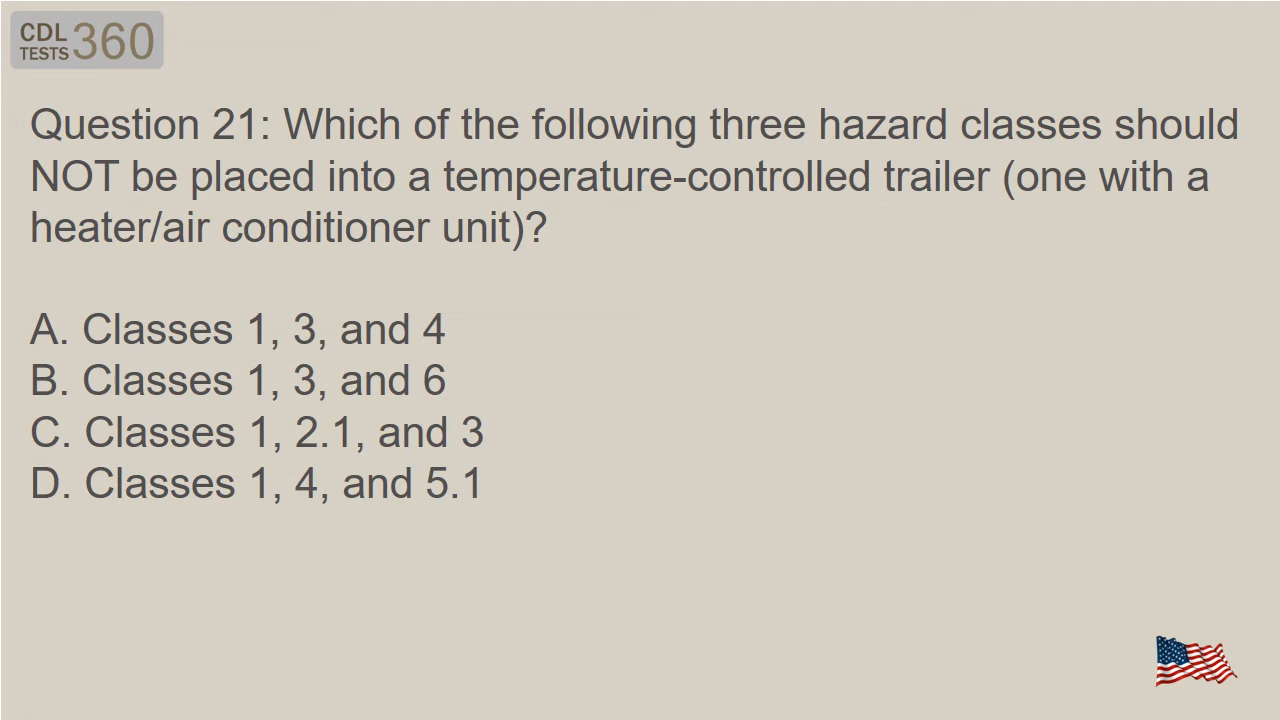 CDL
TESTS 360
Question 21: Which of the following three hazard classes should
NOT be placed into a temperature-controlled trailer (one with a
heater/air conditioner unit)?
A. Classes 1, 3, and 4
B. Classes 1, 3, and 6
C. Classes 1, 2.1, and 3
D. Classes 1, 4, and 5.1